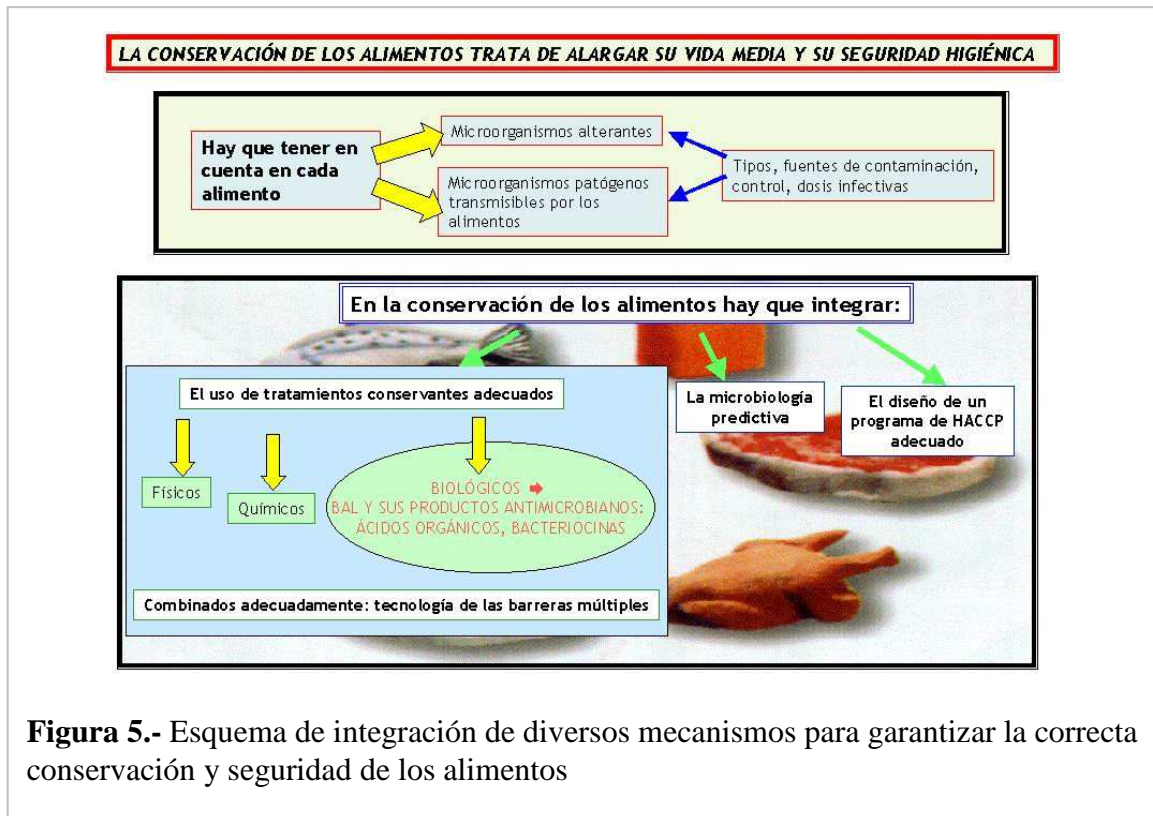 LA CONSERVACIÓN DE LOS ALIMENTOS TRATA DE ALARGAR SU VIDA MEDIA Y SU SEGURIDAD HIGIÉNICA
Hay que tener en
cuenta en cada
alimento
Microorganismos alterantes
Microorganismos patógenos
transmisibles por los
alimentos
Tipos, fuentes de contaminación,
control, dosis infectivas
En la conservación de los alimentos hay que integrar:
El uso de tratamientos conservantes adecuados
Físicos
Químicos
BIOLÓGICOS ➡
BAL Y SUS PRODUCTOS ANTIMICROBIANOS:
ÁCIDOS ORGÁNICOS, BACTERIOCINAS
Combinados adecuadamente: tecnología de las barreras múltiples
La microbiología
predictiva
El diseño de un
programa de HACCP
adecuado
Figura 5.- Esquema de integración de diversos mecanismos para garantizar la correcta
conservación y seguridad de los alimentos